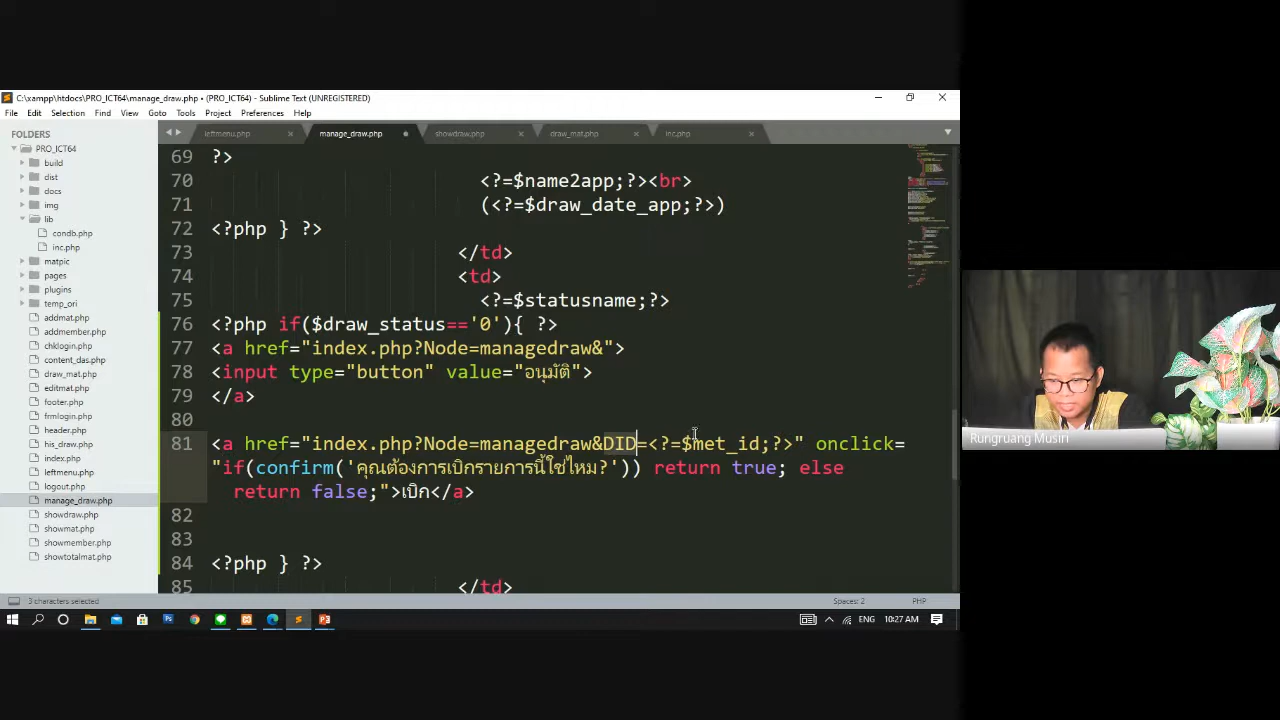 C:\xampp\htdocs\PRO_ICT64\manage_draw.php • (PRO_ICT64) - Sublime Text (UNREGISTERED)
File Edit Selection Find View Goto Tools Project Preferences Help
FOLDERS
PRO_ICT64
build
dist
docs
img
lib
condb.php
inc.php
matpic
pages
plugins
temp_ori
addmat.php
addmember.php
chklogin.php
content_das.php
draw_mat.php
editmat.php
footer.php
frmlogin.php
header.php
his_draw.php
index.php
leftmenu.php
logout.php
manage_draw.php
showdraw.php
showmat.php
showmember.php
showtotalmat.php
leftmenu.php manage_draw.php showdraw.php draw_mat.php inc.php
69 ?>
70 <?=$name2app;?><br>
71 (<?=$draw_date_app;?>)
72 <?php } ?>
73 </td>
74 <td>
75 <?=$statusname;?>
76 <?php if($draw_status=='0'){ ?>
77 <a href="index.php?Node=managedraw&">
78 <input type="button" value="อนุมัติ">
79 </a>
80
81 <a href="index.php?Node=managedraw&DID=<?=$met_id;?>" onclick=
"if(confirm('คุณต้องการเบิกรายการนี้ใช่ไหม?')) return true; else
return false;">เบิก</a>
82
83
84 <?php } ?>
85 </td>
3 characters selected Spaces: 2 PHP
ENG 10:27 AM
Rungruang Musiri